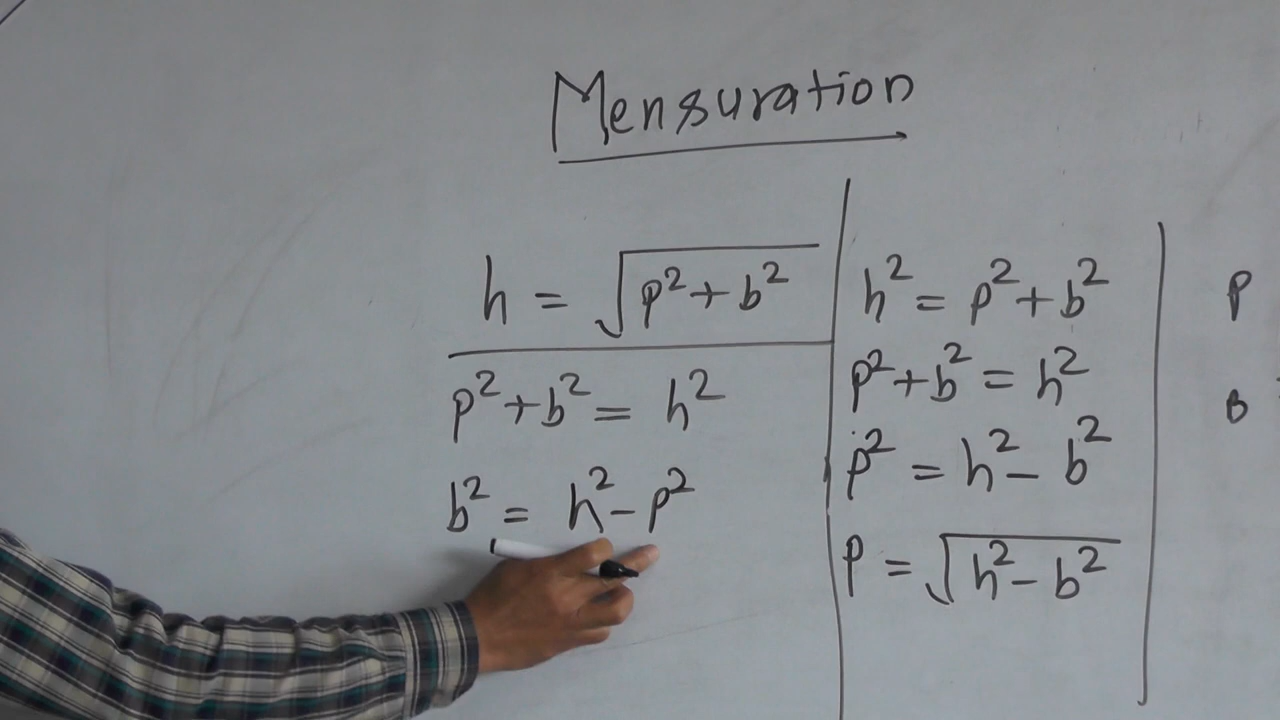 Mensuration
h = √p² + b²
p² + b² = h²
b² = h² - p²
h² = p² + b²
p² + b² = h²
p² = h² - b²
p = √h² - b²
P
B